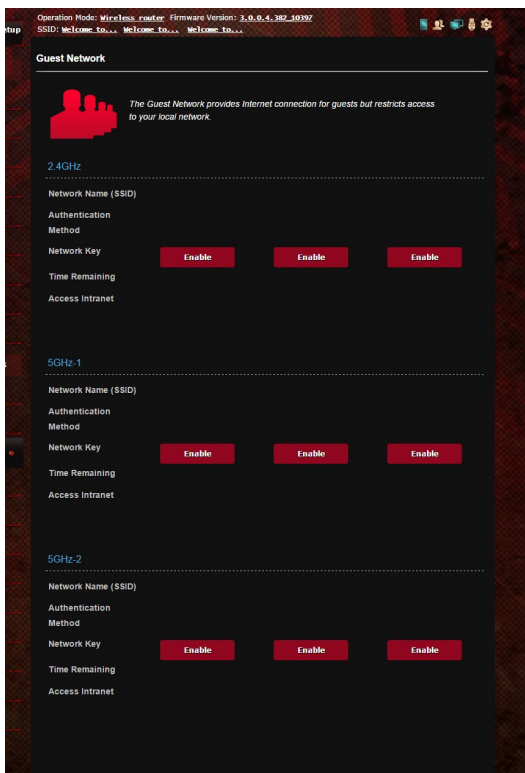 Operation Mode: Wireless router Firmware Version: 3.0.0.4.382_10397
SSID: Welcome to... Welcome to... Welcome to...
Guest Network
The Guest Network provides Internet connection for guests but restricts access
to your local network.
2.4GHz
Network Name (SSID)
Authentication
Method
Network Key
Enable Enable Enable
Time Remaining
Access Intranet
5GHz-1
Network Name (SSID)
Authentication
Method
Network Key
Enable Enable Enable
Time Remaining
Access Intranet
5GHz-2
Network Name (SSID)
Authentication
Method
Network Key
Enable Enable Enable
Time Remaining
Access Intranet